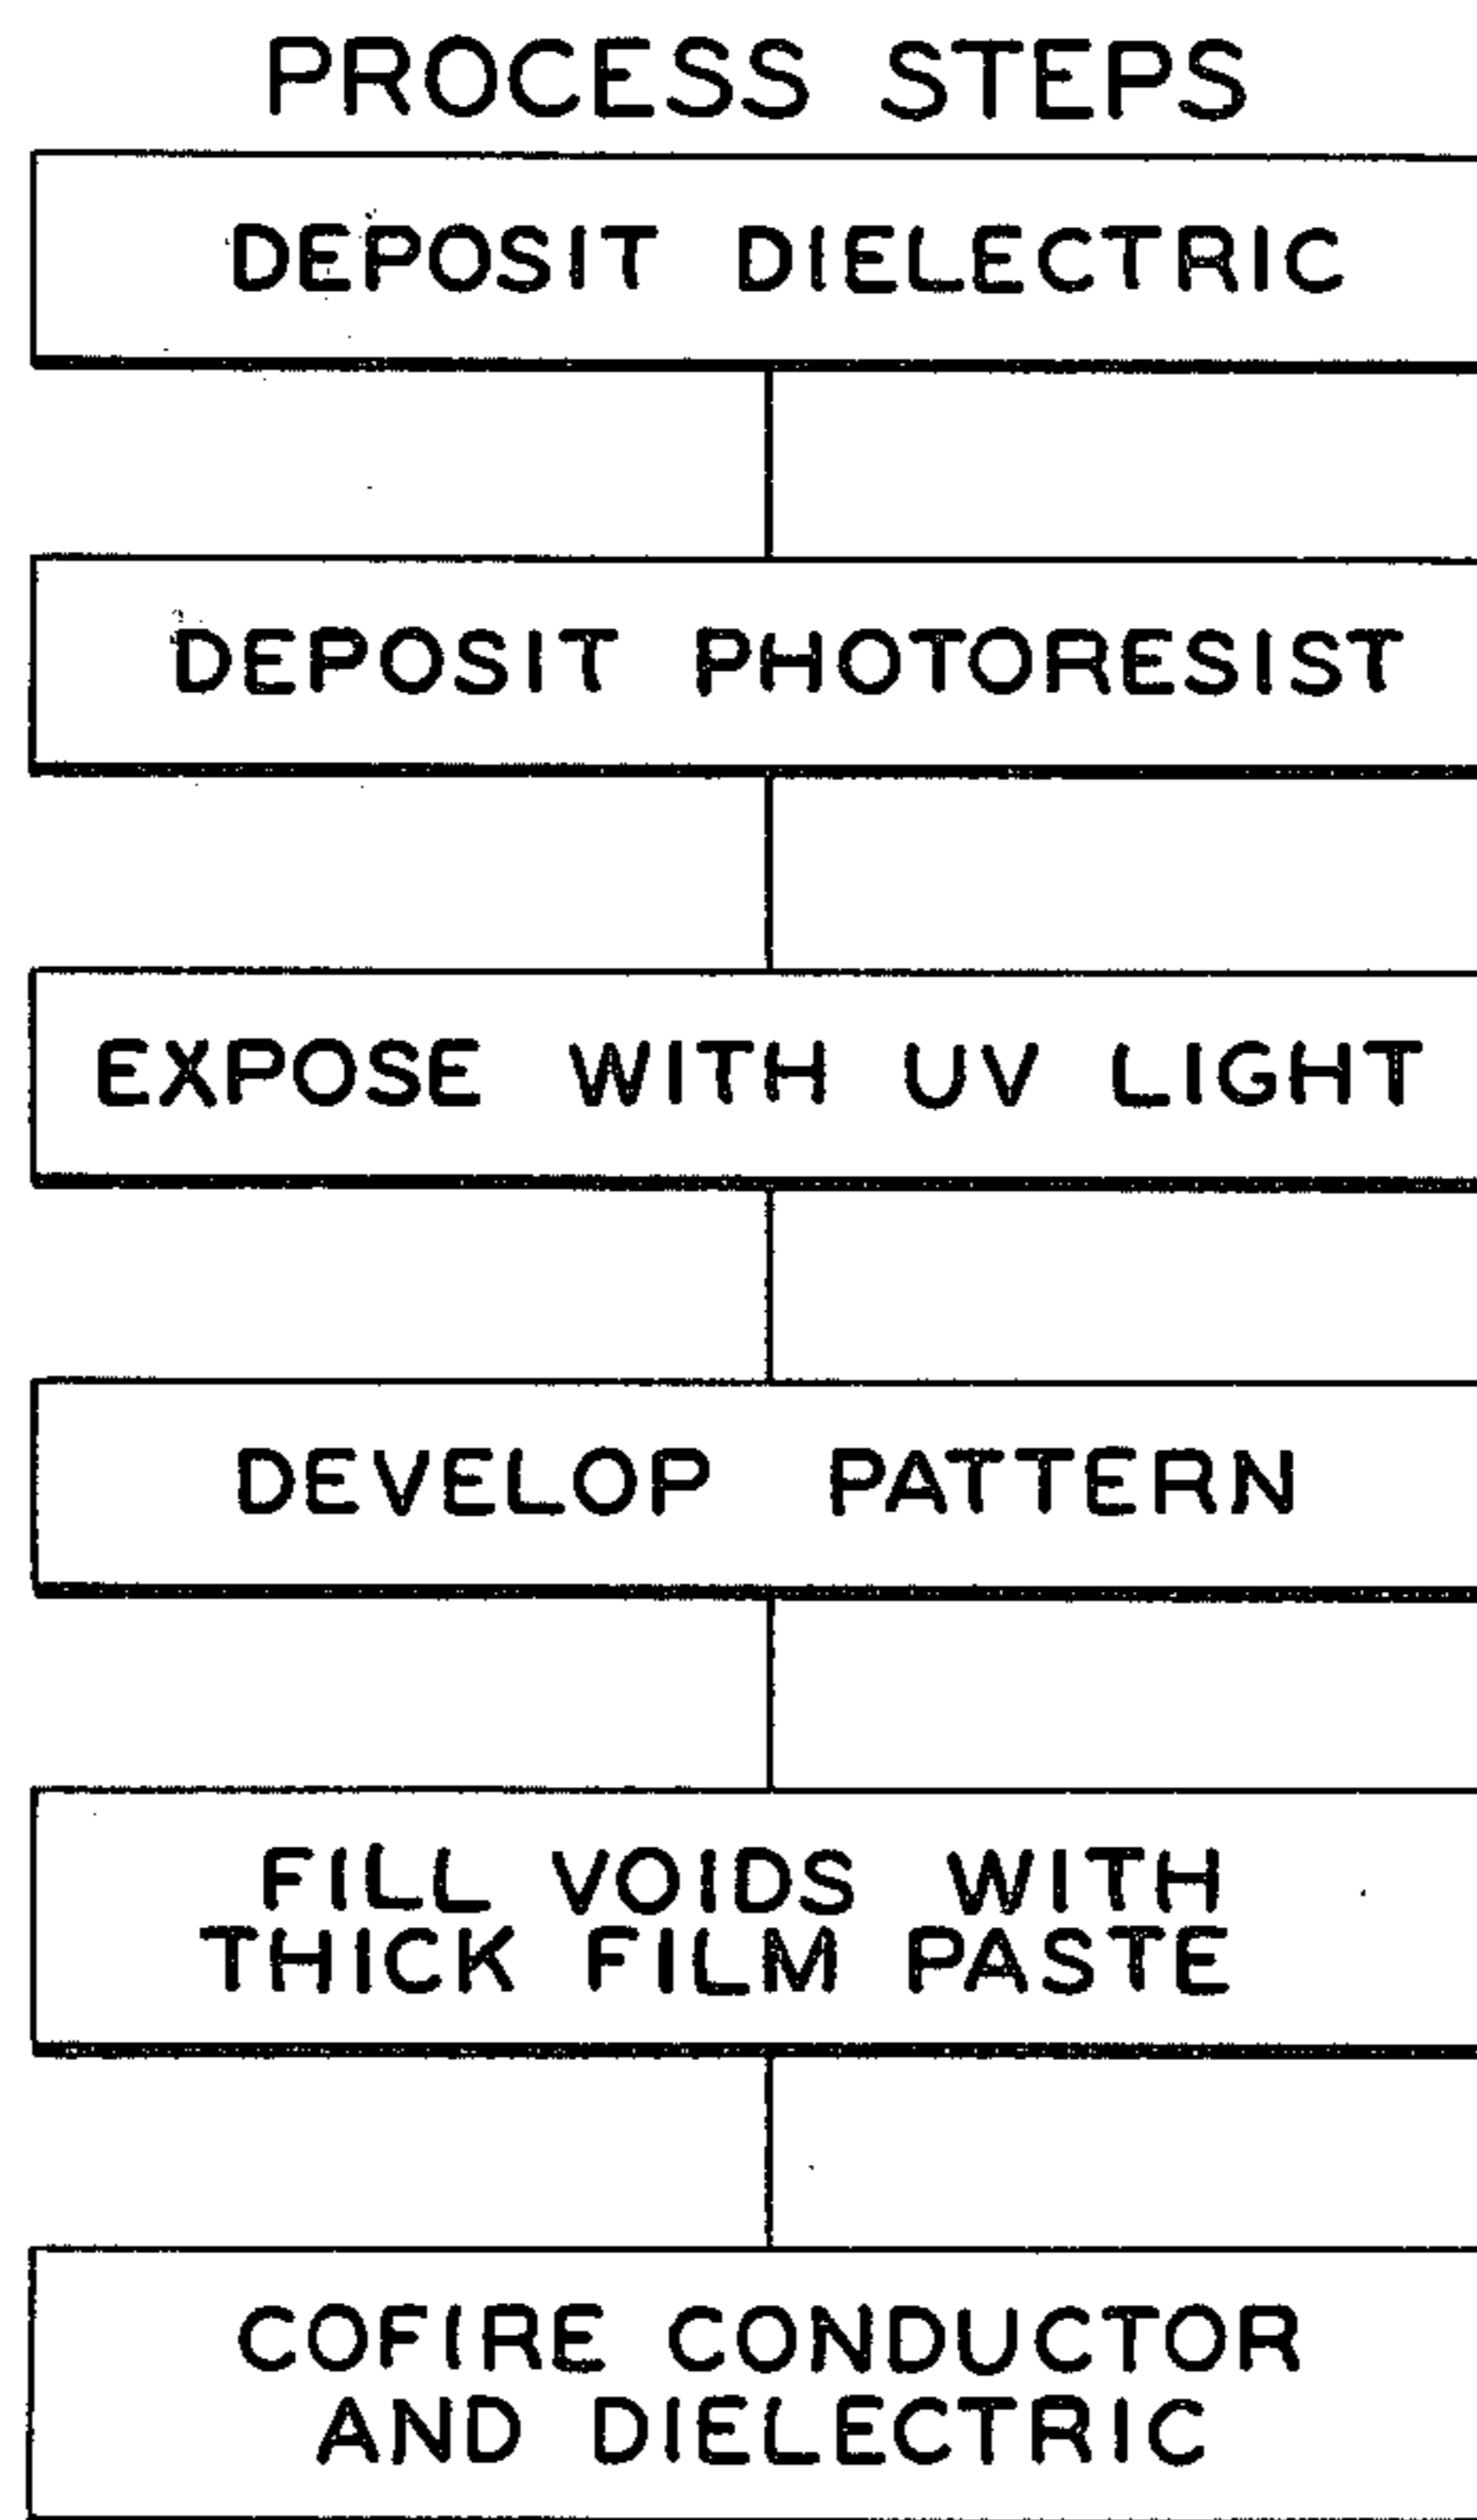 PROCESS STEPS
DEPOSIT DIELECTRIC
DEPOSIT PHOTORESIST
EXPOSE WITH UV LIGHT
DEVELOP PATTERN
FILL VOIDS WITH
THICK FILM PASTE
COFIRE CONDUCTOR
AND DIELECTRIC